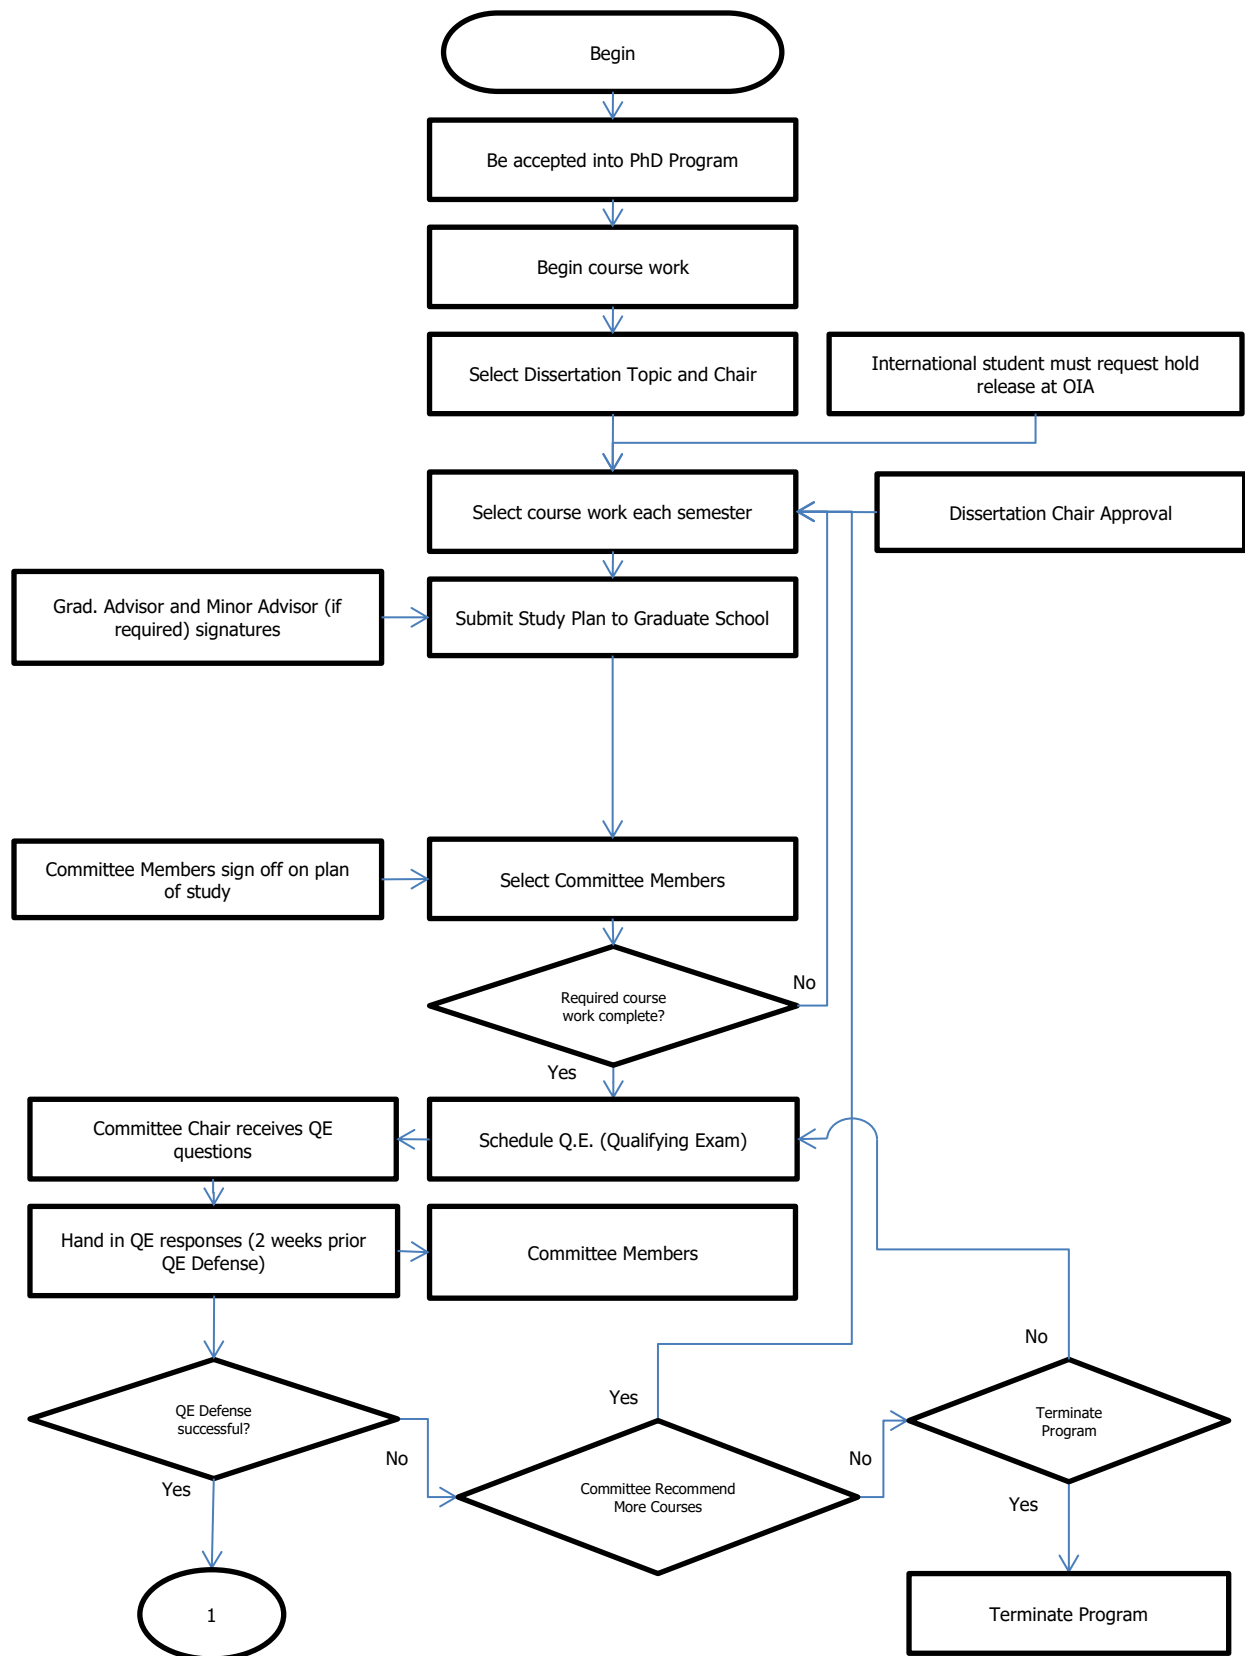 Begin
Be accepted into PhD Program
Begin course work
Select Dissertation Topic and Chair
International student must request hold
release at OIA
Select course work each semester
Dissertation Chair Approval
Grad. Advisor and Minor Advisor (if
required) signatures
Submit Study Plan to Graduate School
Committee Members sign off on plan
of study
Select Committee Members
No
Required course
work complete?
Yes
Committee Chair receives QE
questions
Schedule Q.E. (Qualifying Exam)
Hand in QE responses (2 weeks prior
QE Defense)
Committee Members
No
Yes
QE Defense
successful?
Terminate
Program
No
No
Yes
Committee Recommend
More Courses
Yes
1
Terminate Program